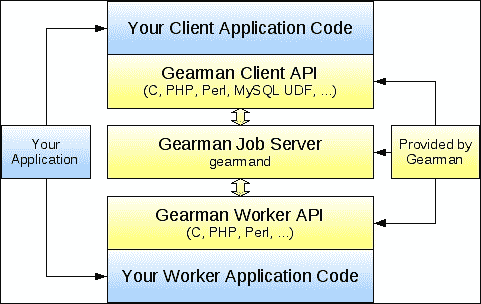 Your Client Application Code
Gearman Client API
(C, PHP, Perl, MySQL UDF, ...)
Your
Application
Gearman Job Server
gearmand
Provided by
Gearman
Gearman Worker API
(C, PHP, Perl, ...)
Your Worker Application Code